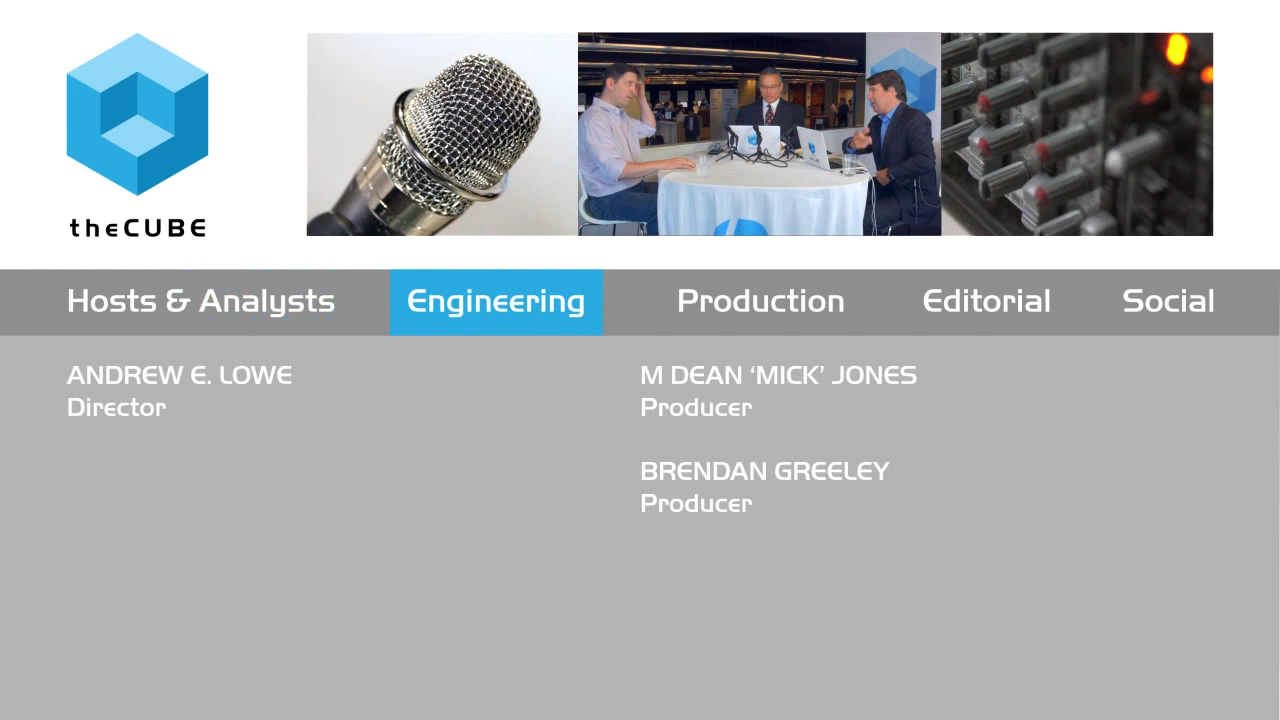 theCUBE
Hosts & Analysts
Engineering
Production
Editorial
Social
ANDREW E. LOWE
Director
M DEAN ‘MICK’ JONES
Producer
BRENDAN GREELEY
Producer